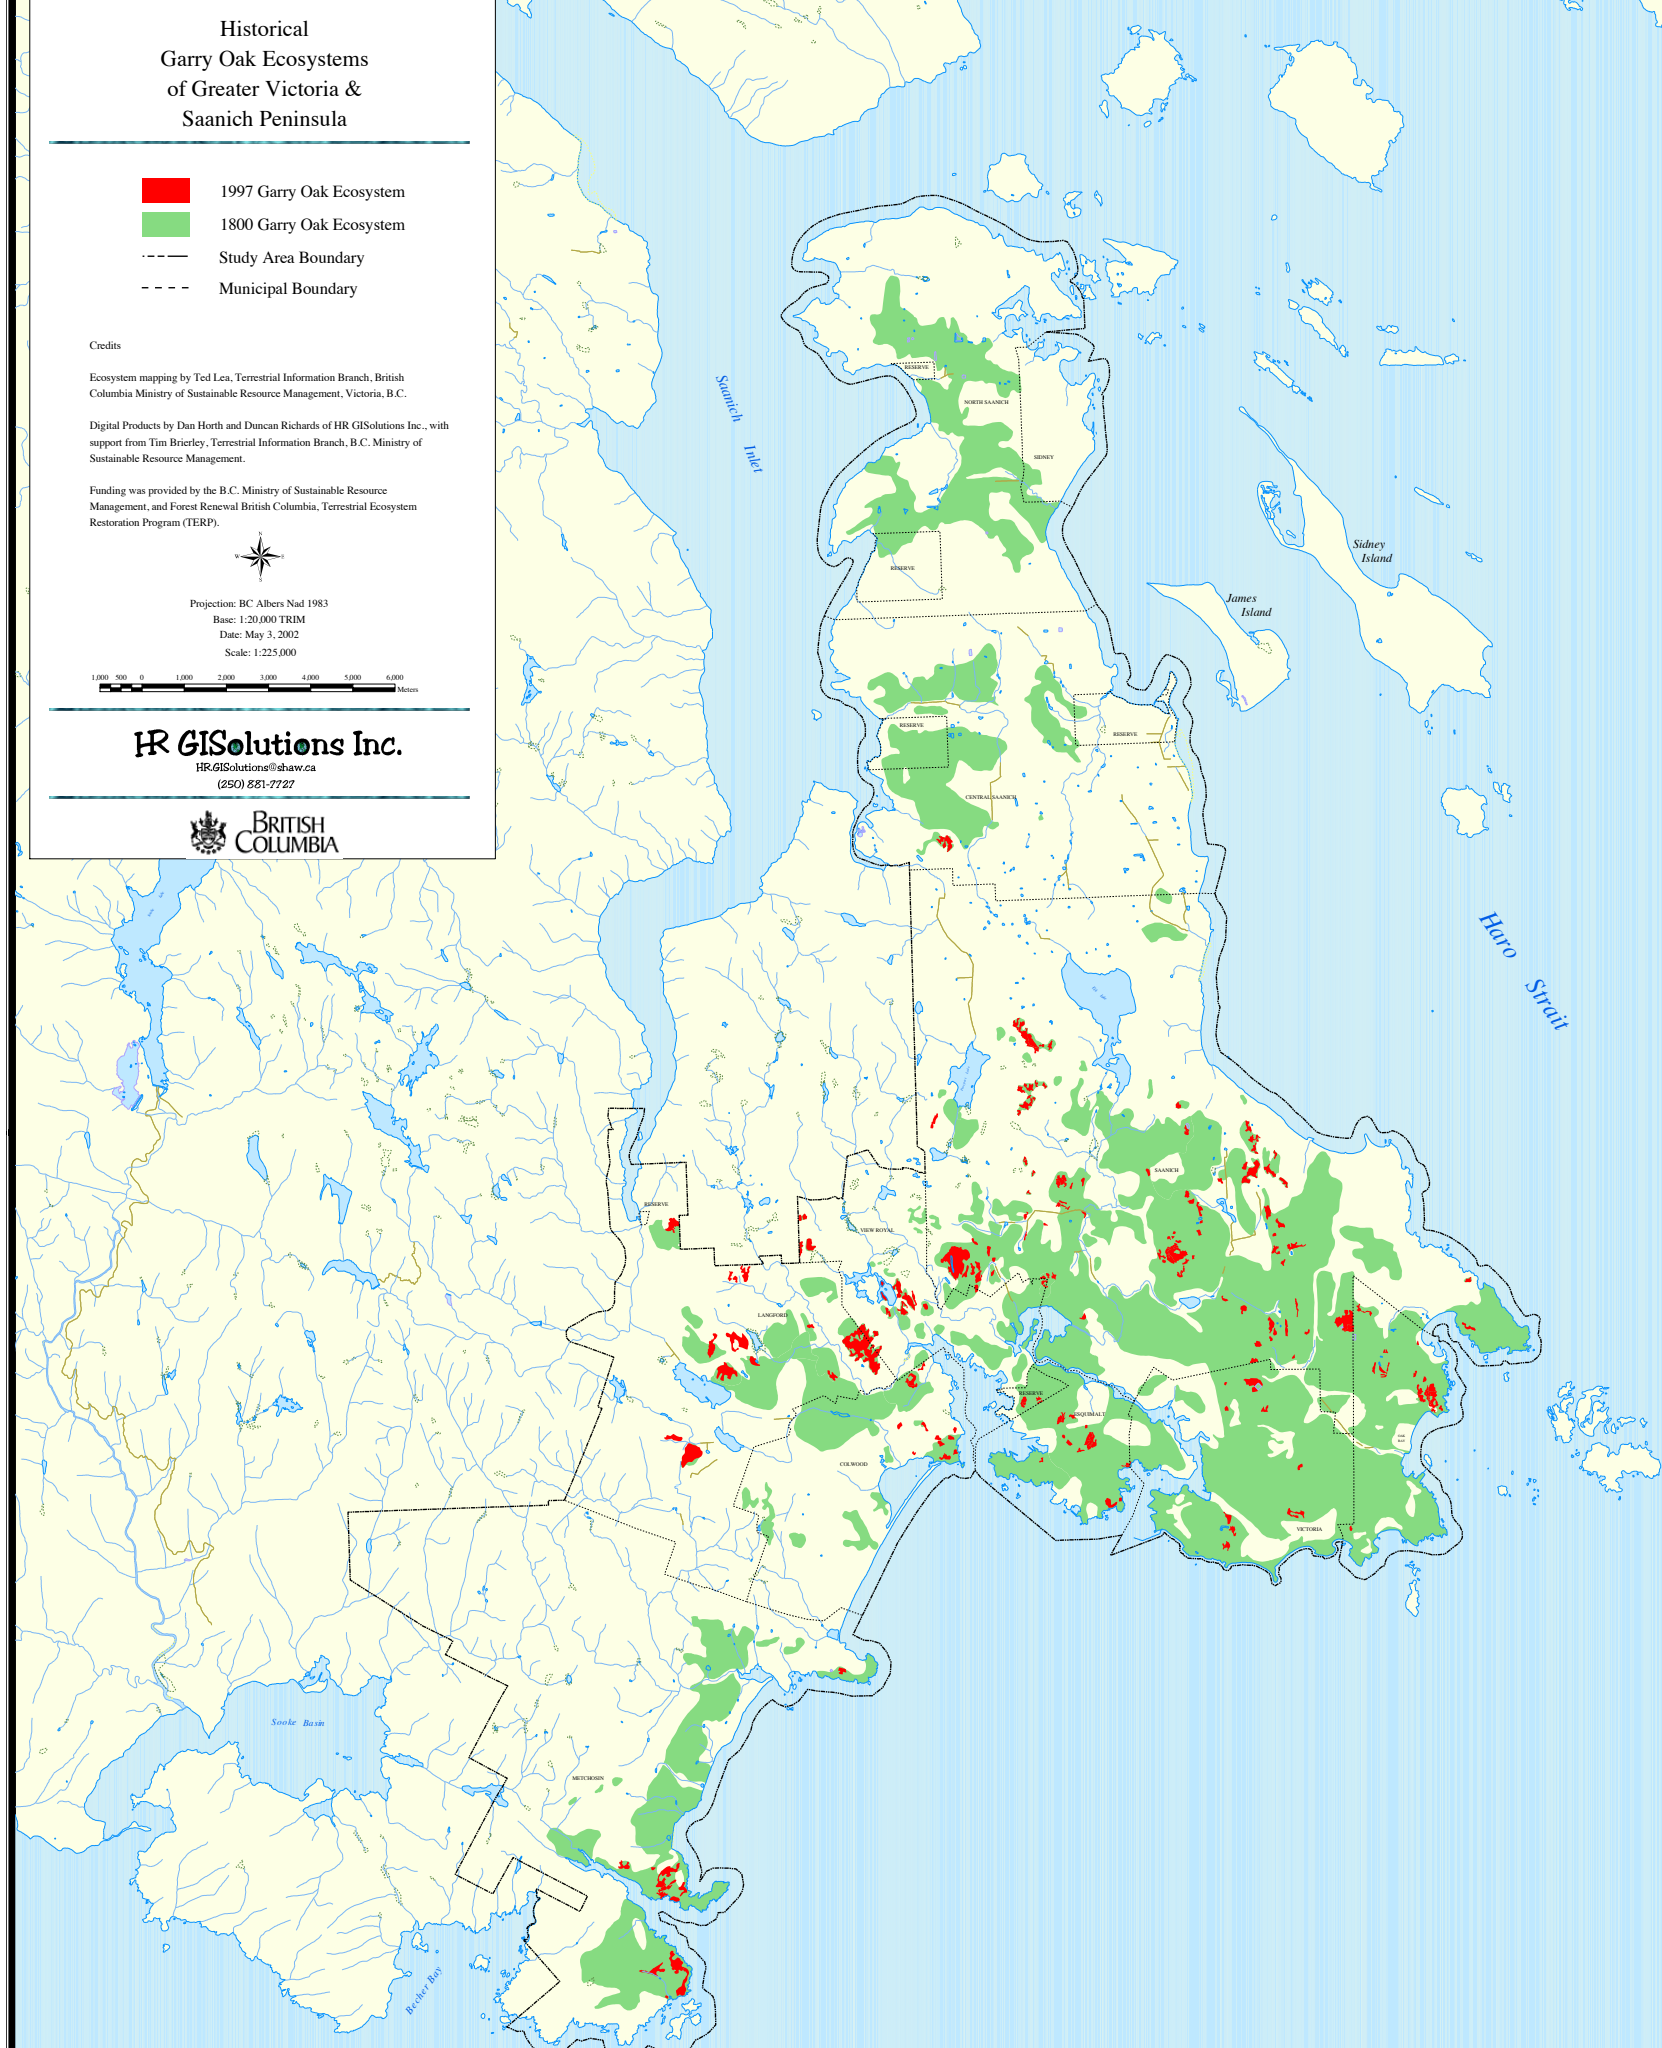 Historical
Garry Oak Ecosystems
of Greater Victoria &
Saanich Peninsula
1997 Garry Oak Ecosystem
1800 Garry Oak Ecosystem
Study Area Boundary
Municipal Boundary
Credits
Ecosystem mapping by Ted Lea, Terrestrial Information Branch, British
Columbia Ministry of Sustainable Resource Management, Victoria, B.C.
Digital Products by Dan Horth and Duncan Richards of HR GISolutions Inc., with
support from Tim Brierley, Terrestrial Information Branch, B.C. Ministry of
Sustainable Resource Management.
Funding was provided by the B.C. Ministry of Sustainable Resource
Management, and Forest Renewal British Columbia, Terrestrial Ecosystem
Restoration Program (TERP).
N
W E
S
Projection: BC Albers Nad 1983
Base: 1:20,000 TRIM
Date: May 3, 2002
Scale: 1:225,000
1,000 500 0 1,000 2,000 3,000 4,000 5,000 6,000
Meters
HR GISolutions Inc.
HR.GISolutions@shaw.ca
(250) 881-7727
BRITISH
COLUMBIA
Saanich
Inlet
RESERVE
NORTH SAANICH
SIDNEY
RESERVE
Sidney
Island
James
Island
RESERVE
RESERVE
CENTRAL SAANICH
Haro
Strait
SAANICH
RESERVE
VIEW ROYAL
LANGFORD
RESERVE
ESQUIMALT
OAK
BAY
COLWOOD
VICTORIA
Sooke Basin
METCHOSIN
Becher Bay